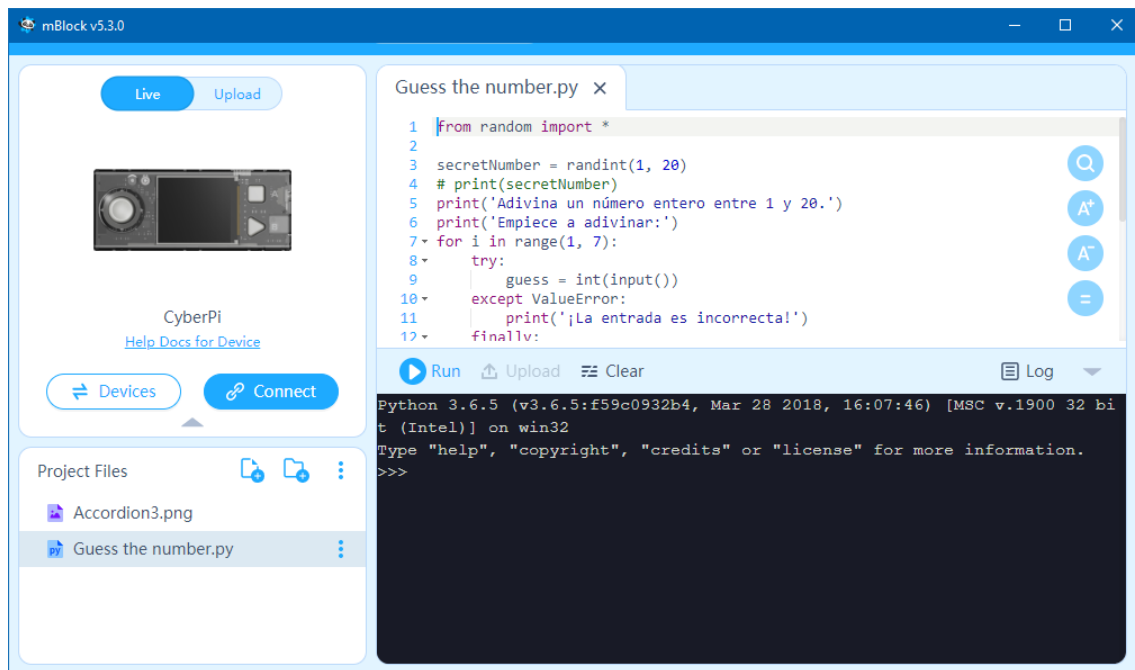 mBlock v5.3.0
Live
Upload
CyberPi
Help Docs for Device
Devices
Connect
Project Files
Accordion3.png
Guess the number.py
Guess the number.py
1 from random import *
2
3 secretNumber = randint(1, 20)
4 # print(secretNumber)
5 print('Adivina un número entero entre 1 y 20.')
6 print('Empiece a adivinar:')
7 for i in range(1, 7):
8 try:
9 guess = int(input())
10 except ValueError:
11 print('¡La entrada es incorrecta!')
12 finally:
A+
A-
=
Run
Upload
Clear
Log
Python 3.6.5 (v3.6.5:f59c0932b4, Mar 28 2018, 16:07:46) [MSC v.1900 32 bi
t (Intel)] on win32
Type "help", "copyright", "credits" or "license" for more information.
>>>